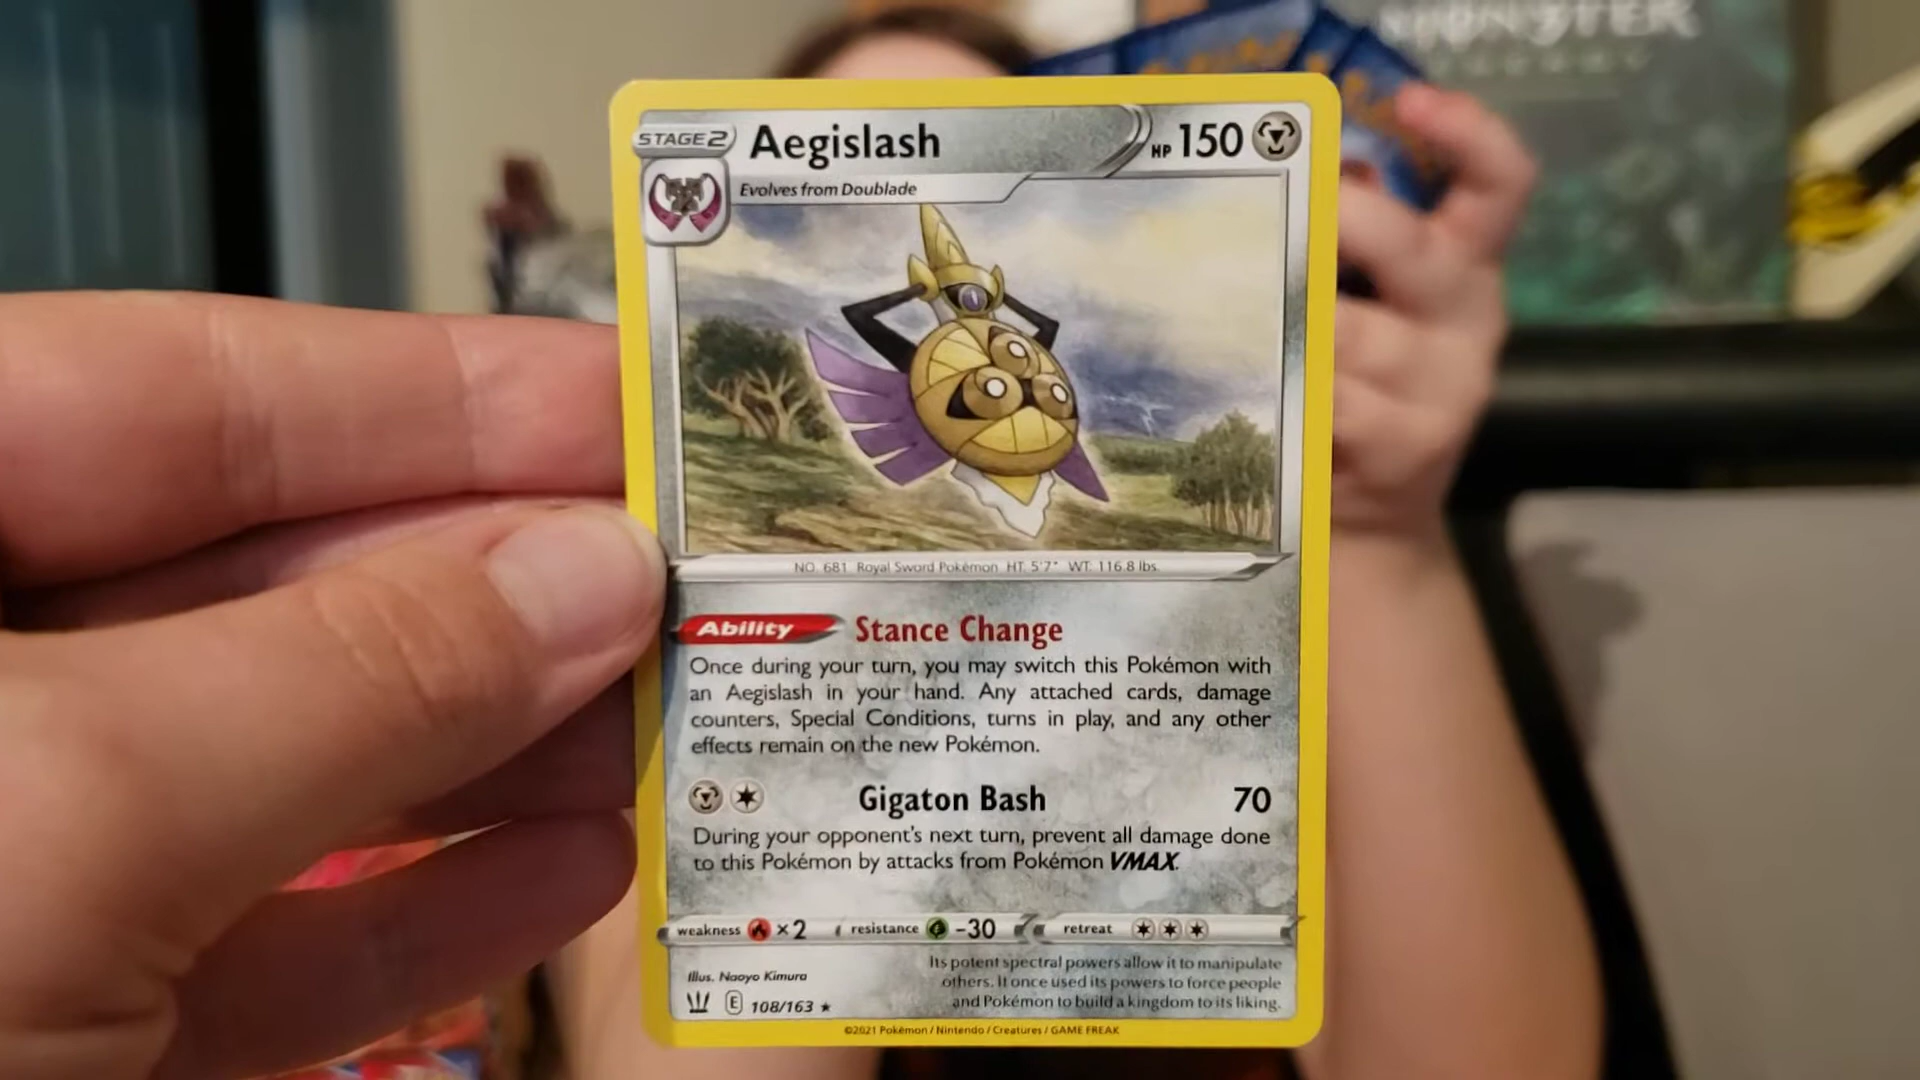 MONSTER
ENERGY
STAGE 2
Aegislash
HP 150
Evolves from Doublade
NO. 681 Royal Sword Pokémon HT: 5'7" WT: 116.8 lbs.
Ability Stance Change
Once during your turn, you may switch this Pokémon with
an Aegislash in your hand. Any attached cards, damage
counters, Special Conditions, turns in play, and any other
effects remain on the new Pokémon.
Gigaton Bash 70
During your opponent's next turn, prevent all damage done
to this Pokémon by attacks from Pokémon VMAX.
weakness ×2 resistance -30 retreat
Illus. Naoyo Kimura
Its potent spectral powers allow it to manipulate
others. It once used its powers to force people
and Pokémon to build a kingdom to its liking.
E 108/163 ★
©2021 Pokémon / Nintendo / Creatures / GAME FREAK